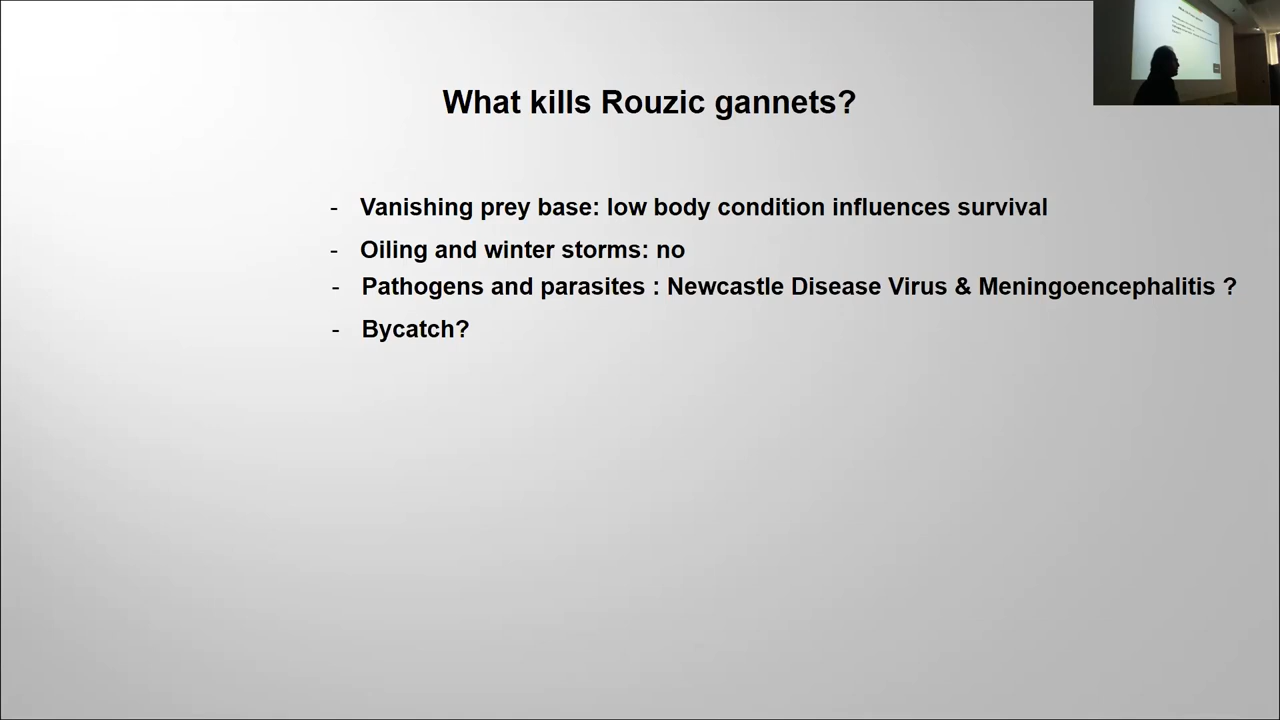 What kills Rouzic gannets?
- Vanishing prey base: low body condition influences survival
- Oiling and winter storms: no
- Pathogens and parasites : Newcastle Disease Virus & Meningoencephalitis ?
- Bycatch?